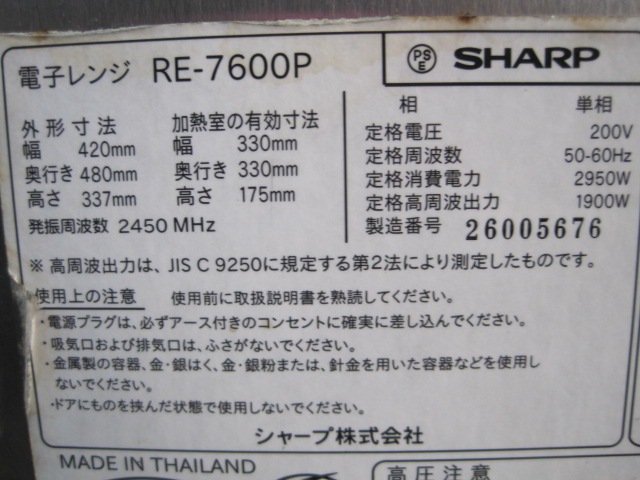 電子レンジ RE-7600P
PS
E
SHARP
外形寸法 加熱室の有効寸法
幅 420mm 幅 330mm
奥行き 480mm 奥行き 330mm
高さ 337mm 高さ 175mm
発振周波数 2450 MHz
相 単相
定格電圧 200V
定格周波数 50-60Hz
定格消費電力 2950W
定格高周波出力 1900W
製造番号 26005676
※ 高周波出力は、JIS C 9250に規定する第2法により測定したものです。
使用上の注意 使用前に取扱説明書を熟読してください。
・電源プラグは、必ずアース付きのコンセントに確実に差し込んでください。
・吸気口および排気口は、ふさがないでください。
・金属製の容器、金・銀はく、金・銀粉または、針金を用いた容器などを使用し
ないでください。
・ドアにものを挟んだ状態で使用しないでください。
シャープ株式会社
MADE IN THAILAND
高圧注意